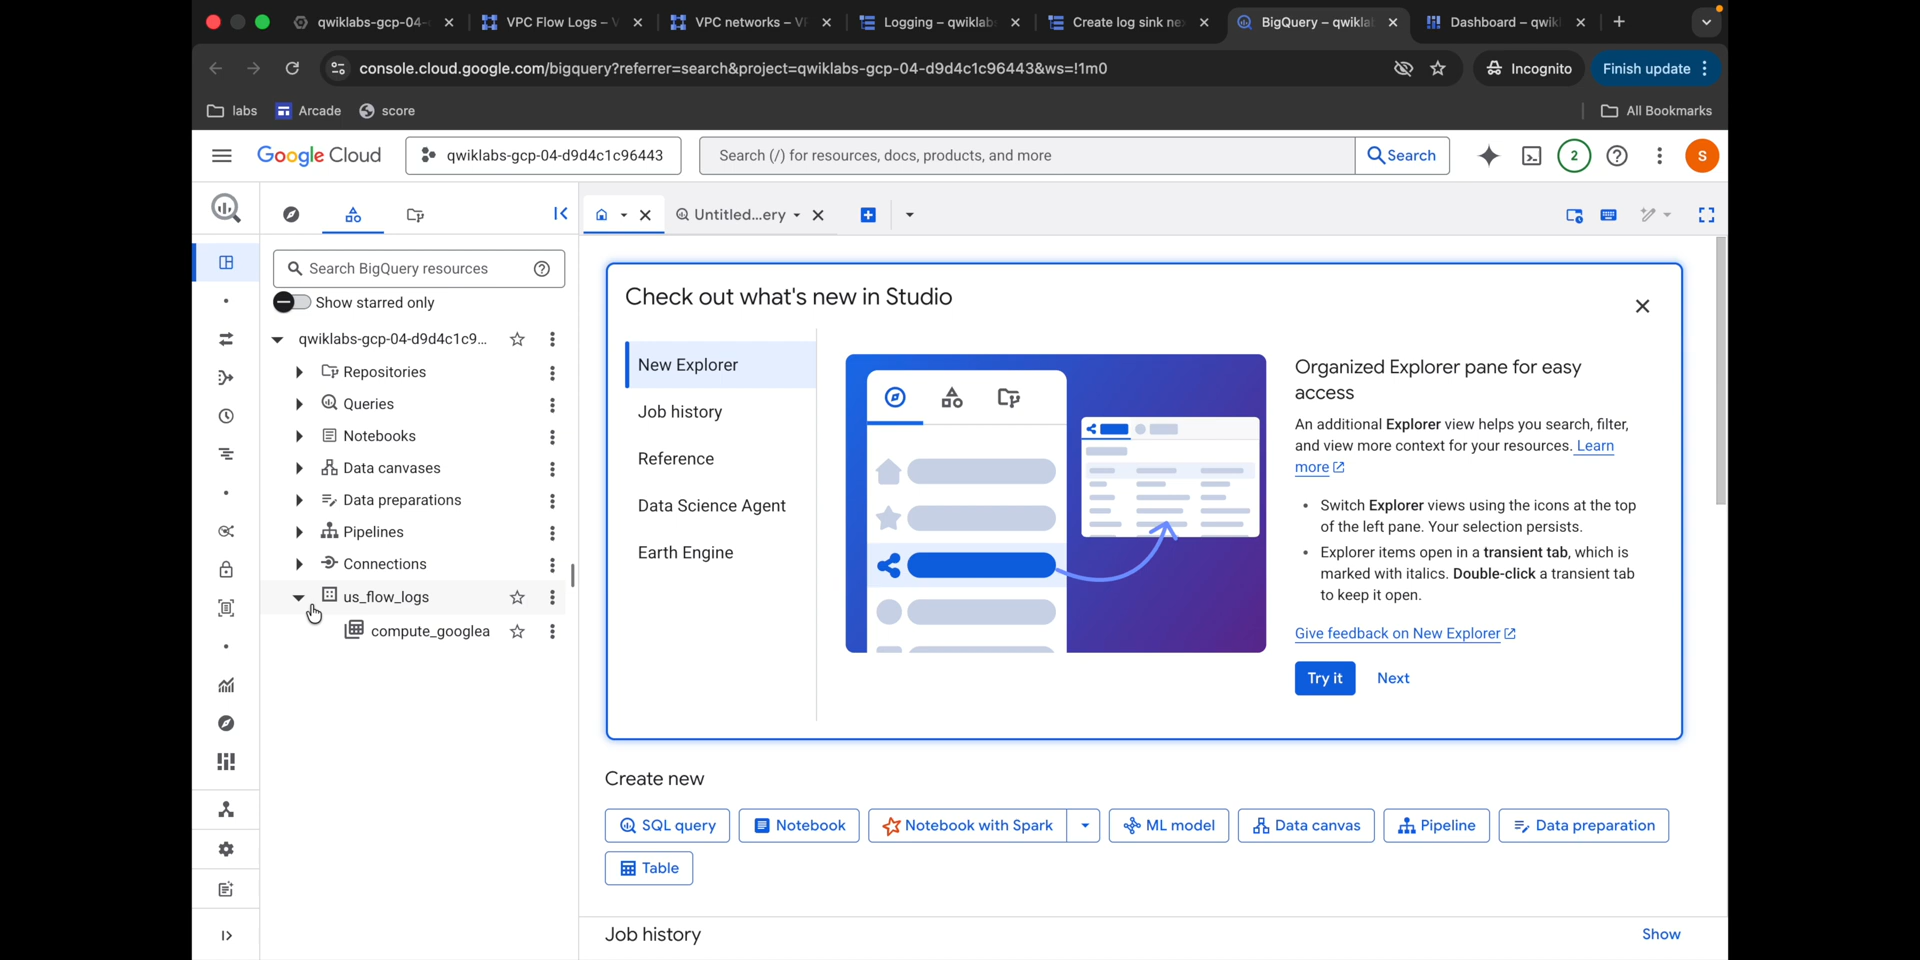 qwiklabs-gcp-04-
VPC Flow Logs – V
VPC networks – VP
Logging – qwiklab
Create log sink ne
BigQuery – qwikla
Dashboard – qwik
console.cloud.google.com/bigquery?referrer=search&project=qwiklabs-gcp-04-d9d4c1c96443&ws=!1m0
Incognito
Finish update
labs
Arcade
score
All Bookmarks
Google Cloud
qwiklabs-gcp-04-d9d4c1c96443
Search (/) for resources, docs, products, and more
Search
2
S
Untitled...ery
Search BigQuery resources
Show starred only
qwiklabs-gcp-04-d9d4c1c9...
Repositories
Queries
Notebooks
Data canvases
Data preparations
Pipelines
Connections
us_flow_logs
compute_googlea
Check out what's new in Studio
New Explorer
Job history
Reference
Data Science Agent
Earth Engine
Organized Explorer pane for easy
access
An additional Explorer view helps you search, filter,
and view more context for your resources. Learn
more
• Switch Explorer views using the icons at the top
of the left pane. Your selection persists.
• Explorer items open in a transient tab, which is
marked with italics. Double-click a transient tab
to keep it open.
Give feedback on New Explorer
Try it
Next
Create new
SQL query
Notebook
Notebook with Spark
ML model
Data canvas
Pipeline
Data preparation
Table
Job history
Show